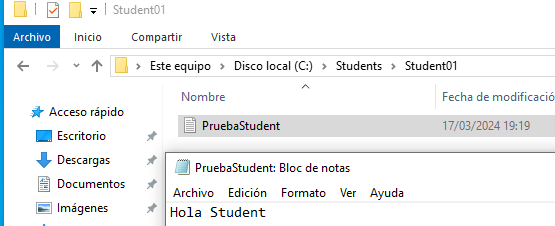 Student01
Archivo Inicio Compartir Vista
Este equipo Disco local (C:) Students Student01
Acceso rápido
Escritorio
Descargas
Documentos
Imágenes
Nombre Fecha de modificació
PruebaStudent 17/03/2024 19:19
PruebaStudent: Bloc de notas
Archivo Edición Formato Ver Ayuda
Hola Student